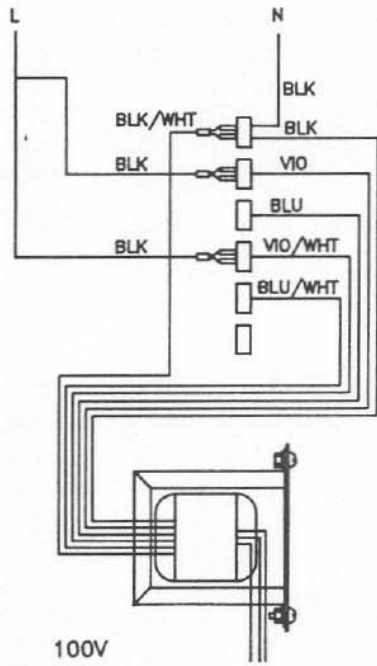 L N
BLK
BLK/WHT BLK
BLK VIO
BLU
BLK VIO/WHT
BLU/WHT
100V